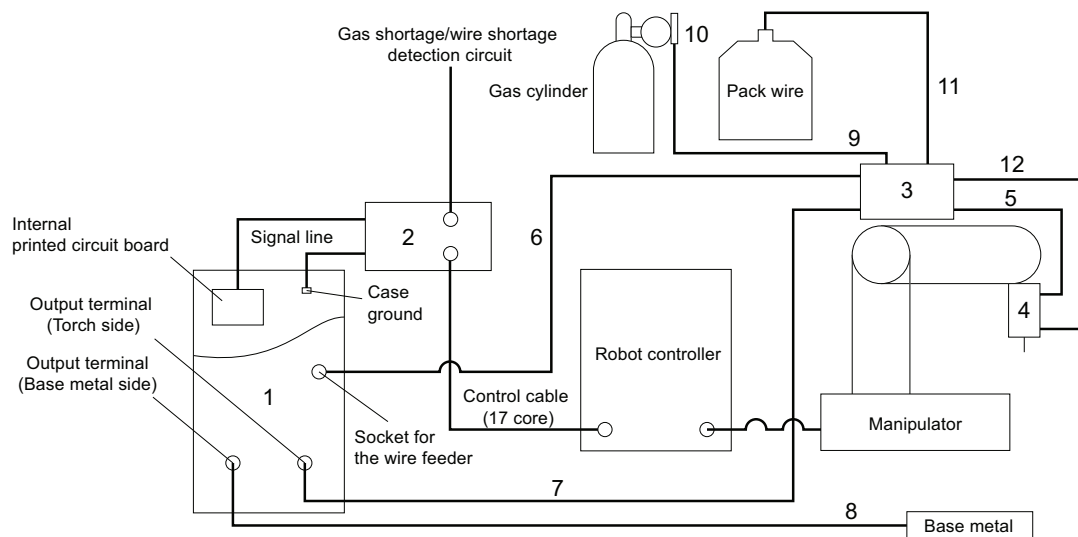 Gas shortage/wire shortage
detection circuit
10
Gas cylinder
Pack wire
11
9
12
3
5
Internal
printed circuit board
Signal line
2
6
Case
ground
4
Output terminal
(Torch side)
Output terminal
(Base metal side)
Robot controller
1
Control cable
(17 core)
Manipulator
Socket for
the wire feeder
7
8
Base metal